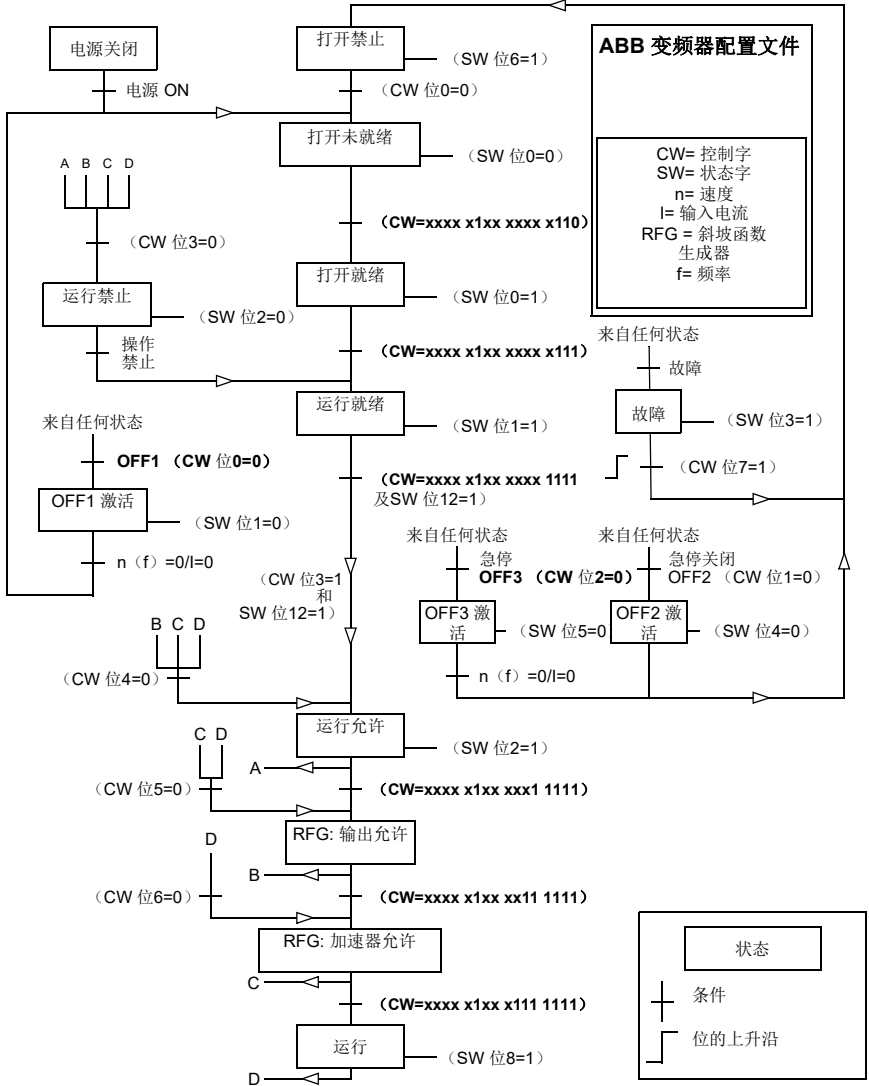 打开禁止
电源关闭
ABB 变频器配置文件
（SW 位6=1）
电源 ON
（CW 位0=0）
打开未就绪
（SW 位0=0）
CW= 控制字
SW= 状态字
n= 速度
I= 输入电流
RFG = 斜坡函数
生成器
f= 频率
A B C D
（CW=xxxx x1xx xxxx x110）
（CW 位3=0）
打开就绪
运行禁止
（SW 位0=1）
（SW 位2=0）
操作
禁止
（CW=xxxx x1xx xxxx x111）
来自任何状态
故障
运行就绪
故障
（SW 位3=1）
来自任何状态
（SW 位1=1）
OFF1 （CW 位0=0）
（CW 位7=1）
（CW=xxxx x1xx xxxx 1111
及SW 位12=1）
OFF1 激活
（SW 位1=0）
来自任何状态
来自任何状态
n（f）=0/I=0
急停
OFF3 （CW 位2=0）
急停关闭
OFF2 （CW 位1=0）
（CW 位3=1
和
SW 位12=1）
OFF3 激
活
（SW 位5=0
OFF2 激
活
（SW 位4=0）
B C D
（CW 位4=0）
n（f）=0/I=0
运行允许
（SW 位2=1）
C D
A
（CW 位5=0）
（CW=xxxx x1xx xxx1 1111）
RFG: 输出允许
D
B
（CW 位6=0）
（CW=xxxx x1xx xx11 1111）
RFG: 加速器允许
状态
C
条件
（CW=xxxx x1xx x111 1111）
位的上升沿
运行
（SW 位8=1）
D